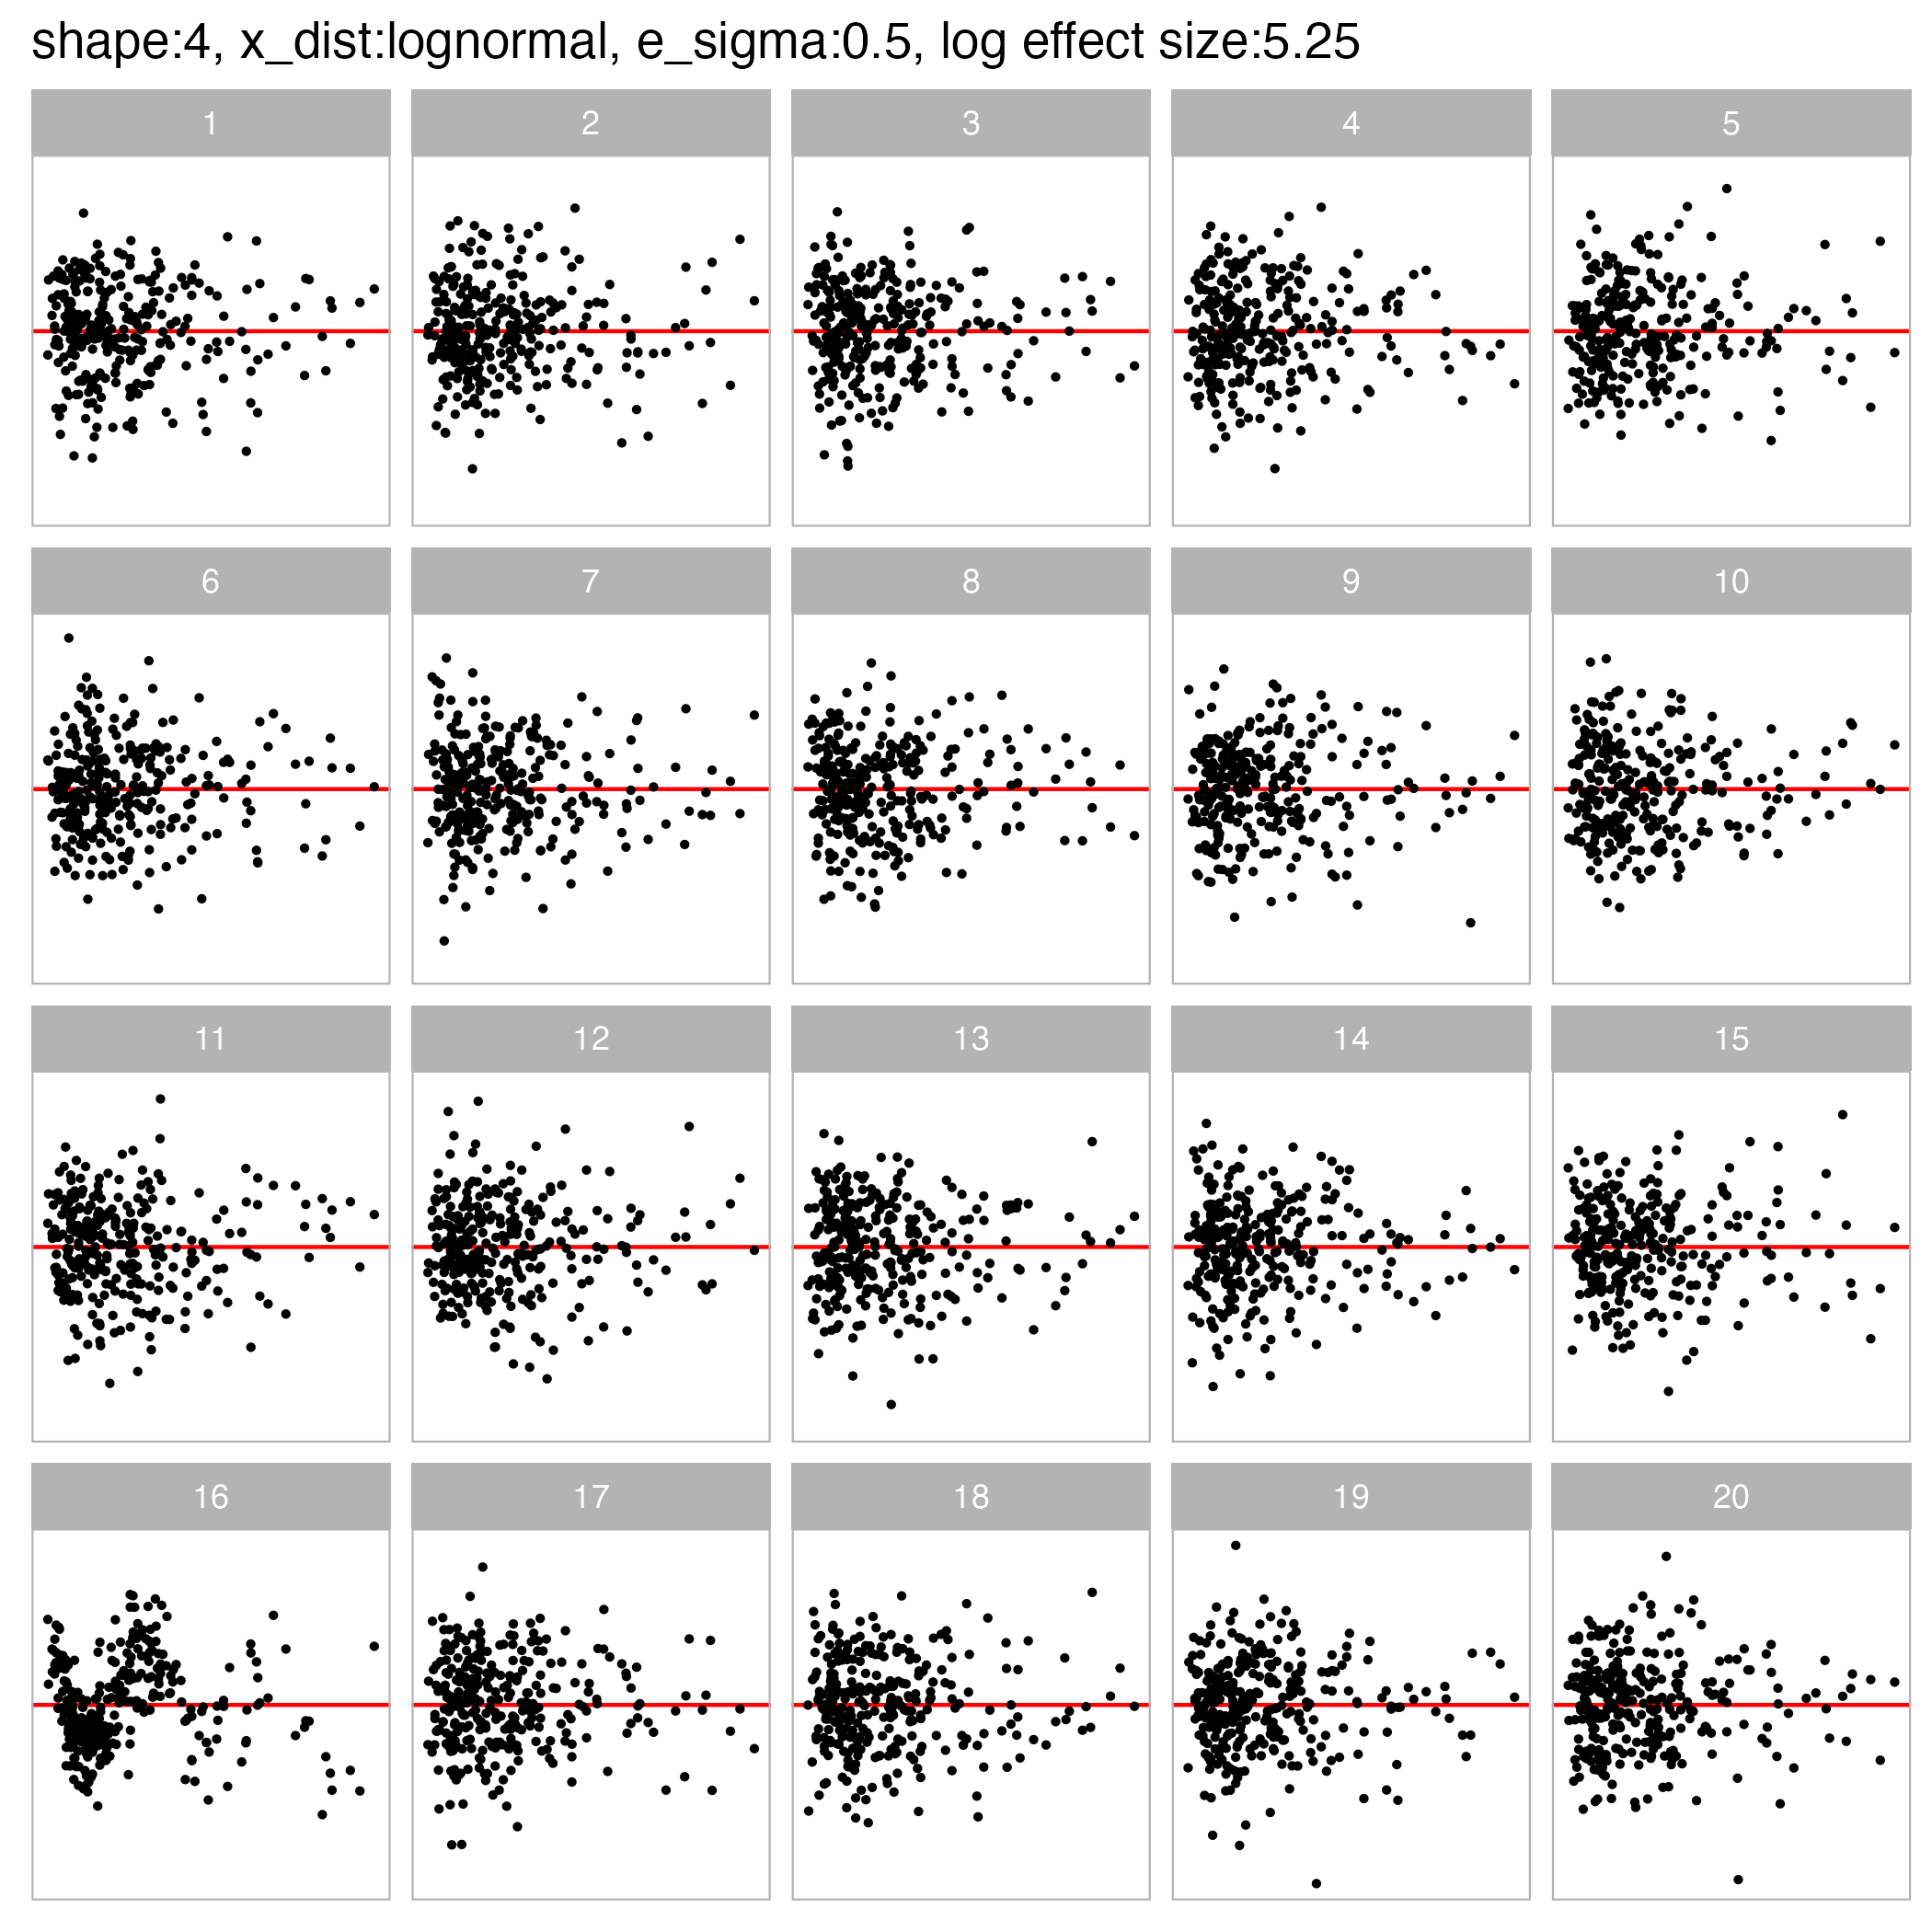 shape:4, x_dist:lognormal, e_sigma:0.5, log effect size:5.25
1 2 3 4 5
6 7 8 9 10
11 12 13 14 15
16 17 18 19 20